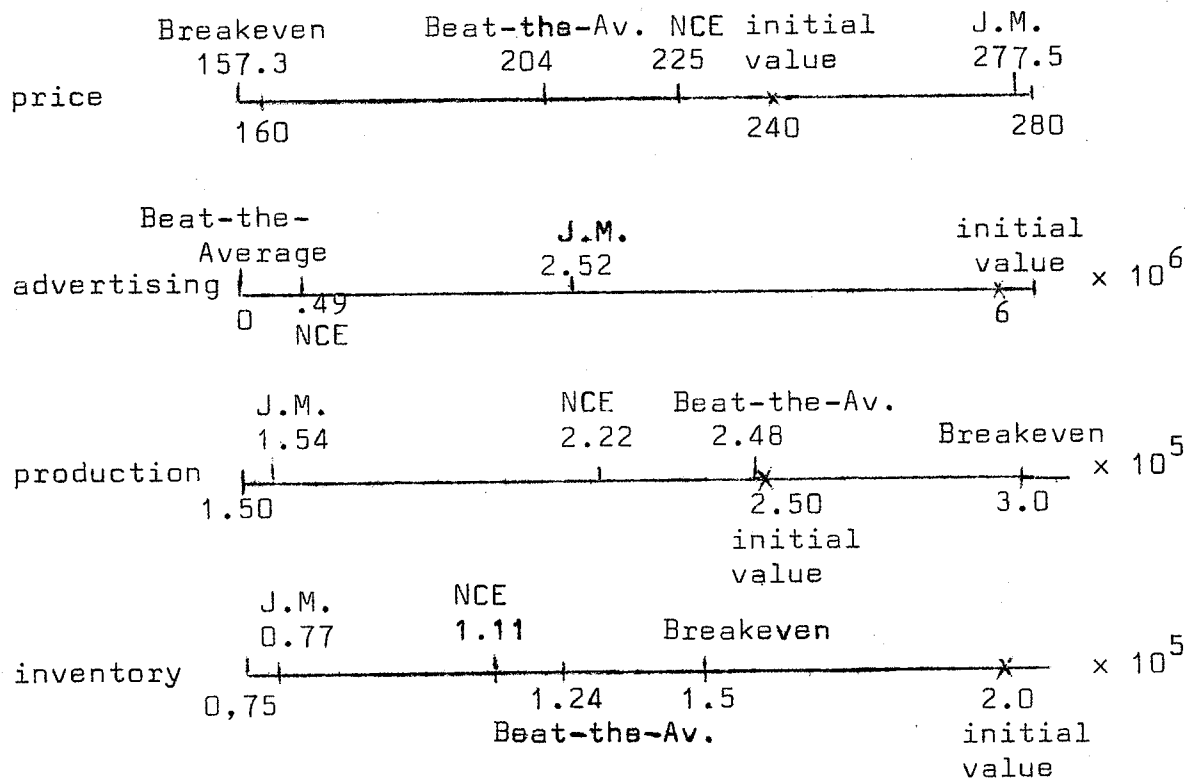 Breakeven Beat-the-Av. NCE initial J.M.
157.3 204 225 value 277.5
price
160 240 280
Beat-the-
Average J.M. initial
2.52 value
advertising × 10⁶
0 .49 6
NCE
J.M. NCE Beat-the-Av.
1.54 2.22 2.48 Breakeven
production × 10⁵
1.50 2.50 3.0
initial
value
J.M. NCE
0.77 1.11 Breakeven
inventory × 10⁵
0,75 1.24 1.5 2.0
Beat-the-Av. initial
value